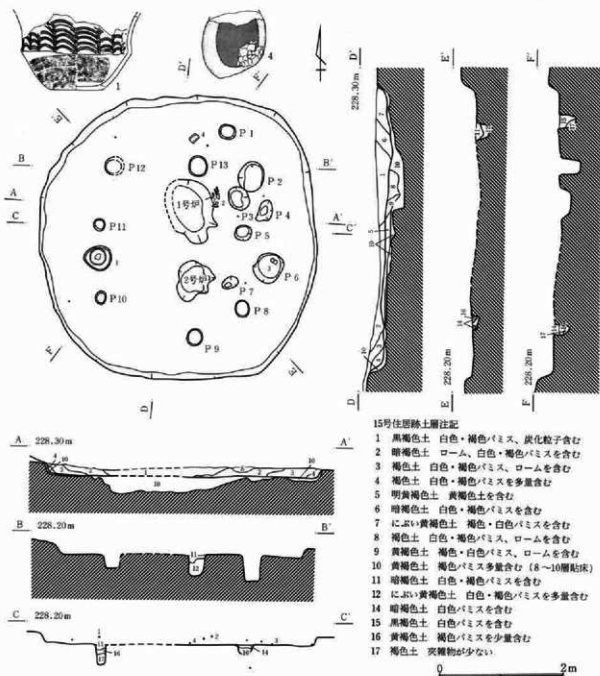 1
4
D'
F'
E'
B
B'
A
A'
C
C'
P1
P2
P3
P4
P5
P6
P7
P8
P9
P10
P11
P12
P13
1号炉
2号炉
F
E
D
D'
E'
F'
228.30m
228.20m
228.20m
D
E
F
A 228.30m A'
B 228.20m B'
C 228.20m C'
15号住居跡土層注記
1 黒褐色土 白色・褐色パミス、炭化粒子含む
2 暗褐色土 ローム、白色・褐色パミスを含む
3 褐色土 白色・褐色パミス、ロームを含む
4 褐色土 白色・褐色パミスを多量含む
5 明黄褐色土 黄褐色土を含む
6 暗褐色土 白色・褐色パミスを含む
7 にぶい黄褐色土 褐色・白色パミスを含む
8 褐色土 白色・褐色パミス、ロームを含む
9 黄褐色土 褐色・白色パミス、ロームを含む
10 黄褐色土 褐色パミス多量含む(8〜10層貼床)
11 暗褐色土 白色・褐色パミスを含む
12 にぶい黄褐色土 白色・褐色パミスを多量含む
14 暗褐色土 白色パミスを含む
15 黒褐色土 白色パミスを含む
16 黄褐色土 褐色パミスを少量含む
17 褐色土 夾雑物が少ない
0 2m